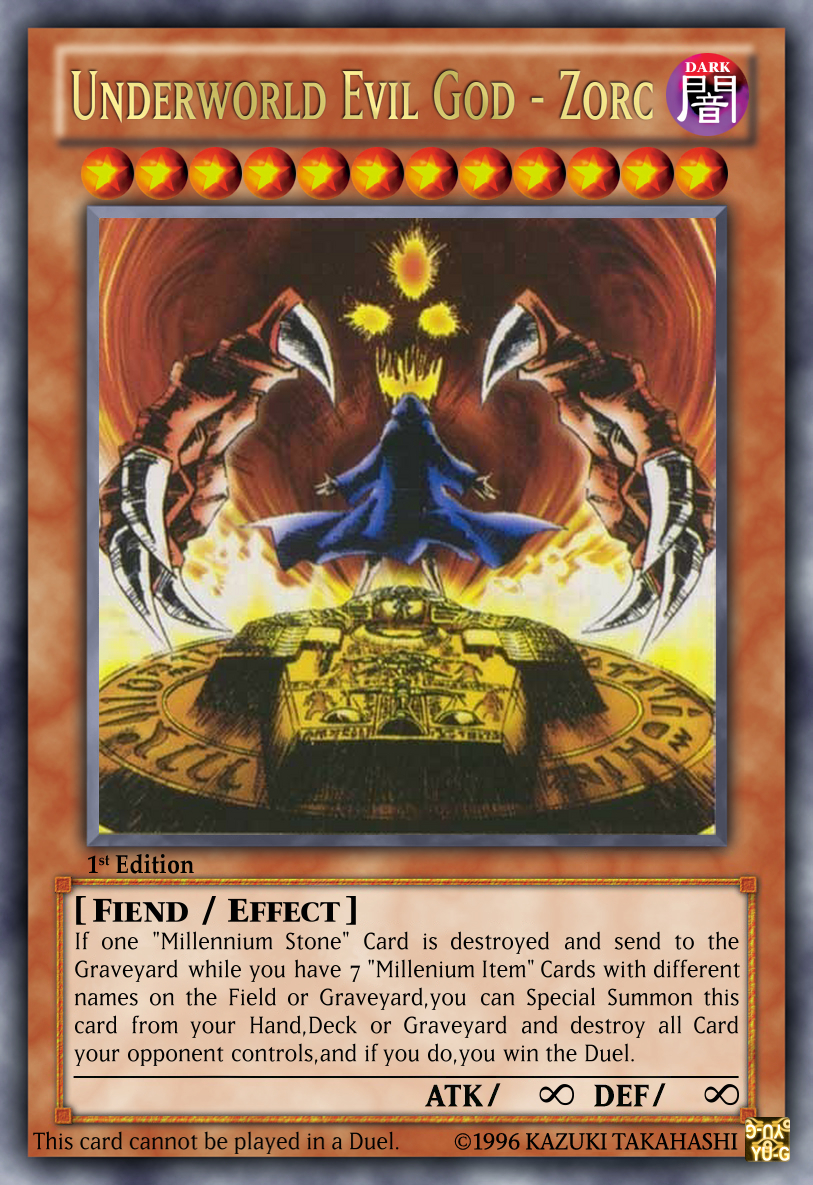 Underworld Evil God - Zorc
DARK
闇
1st Edition
[ Fiend / Effect ]
If one "Millennium Stone" Card is destroyed and send to the
Graveyard while you have 7 "Millenium Item" Cards with different
names on the Field or Graveyard,you can Special Summon this
card from your Hand,Deck or Graveyard and destroy all Card
your opponent controls,and if you do,you win the Duel.
ATK/ ∞ DEF/ ∞
This card cannot be played in a Duel. ©1996 KAZUKI TAKAHASHI